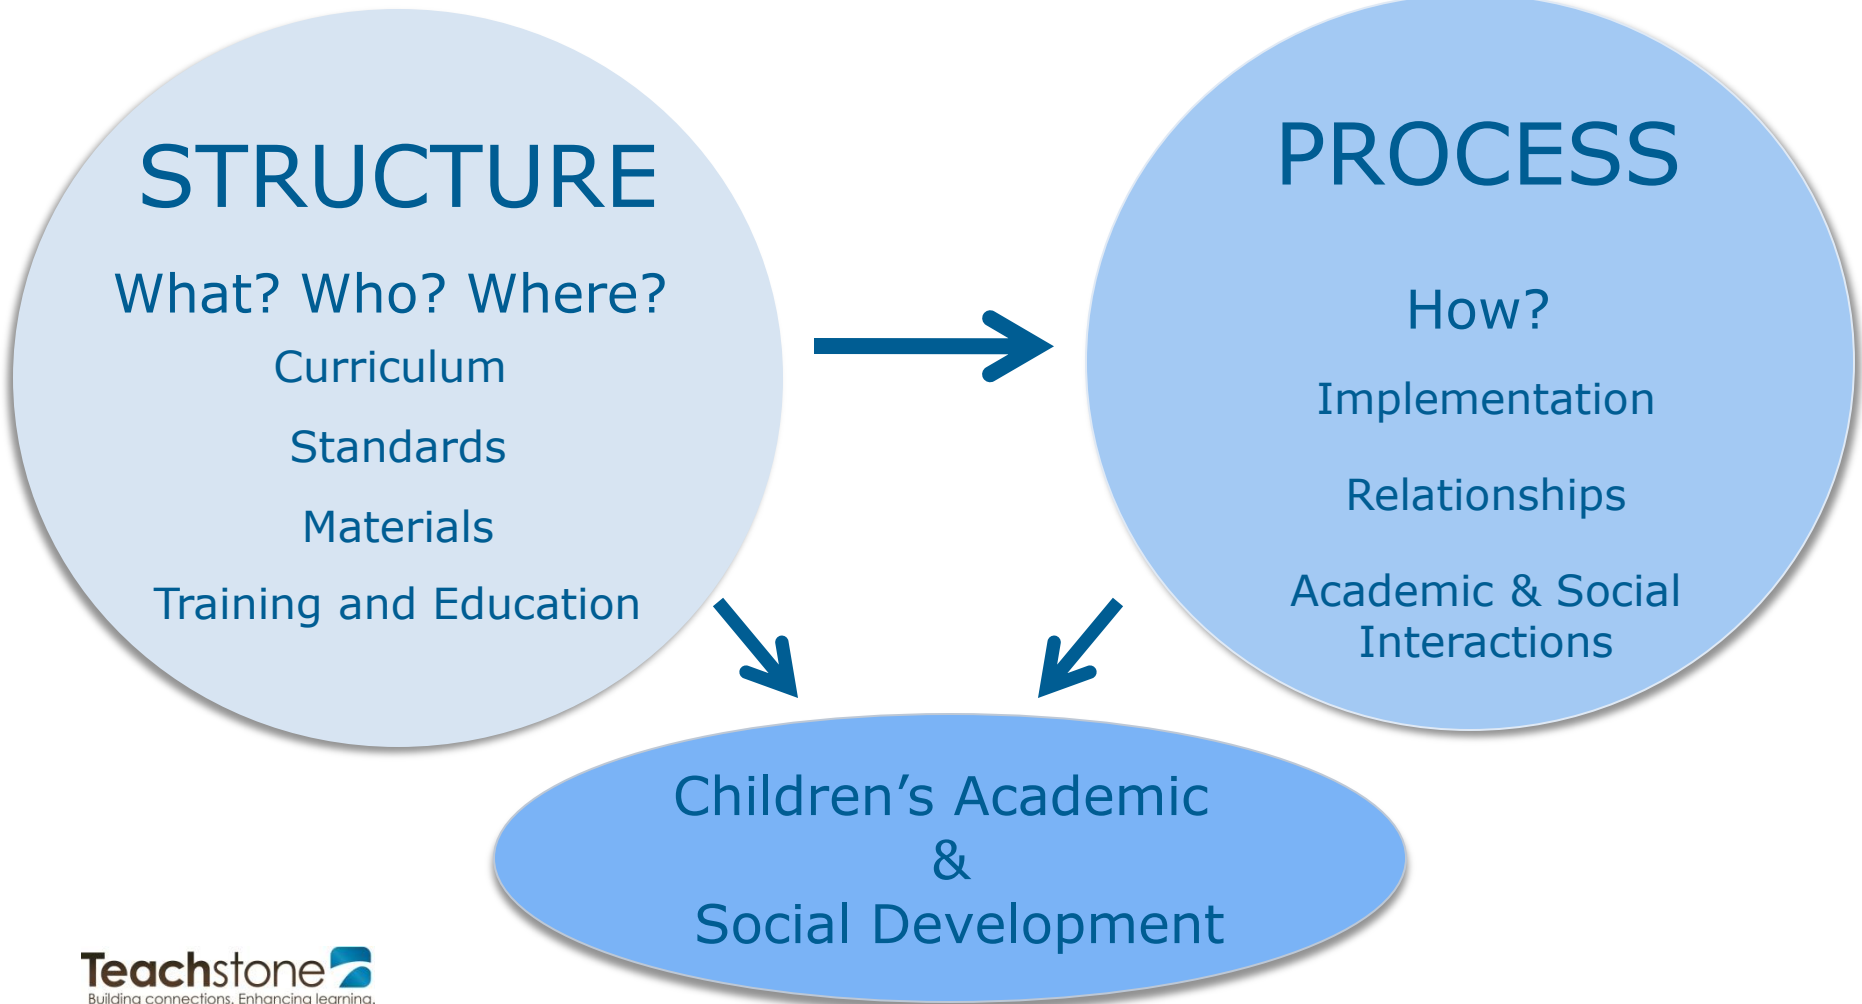 STRUCTURE
What? Who? Where?
Curriculum
Standards
Materials
Training and Education
PROCESS
How?
Implementation
Relationships
Academic & Social
Interactions
Children’s Academic
&
Social Development
Teachstone
Building connections. Enhancing learning.